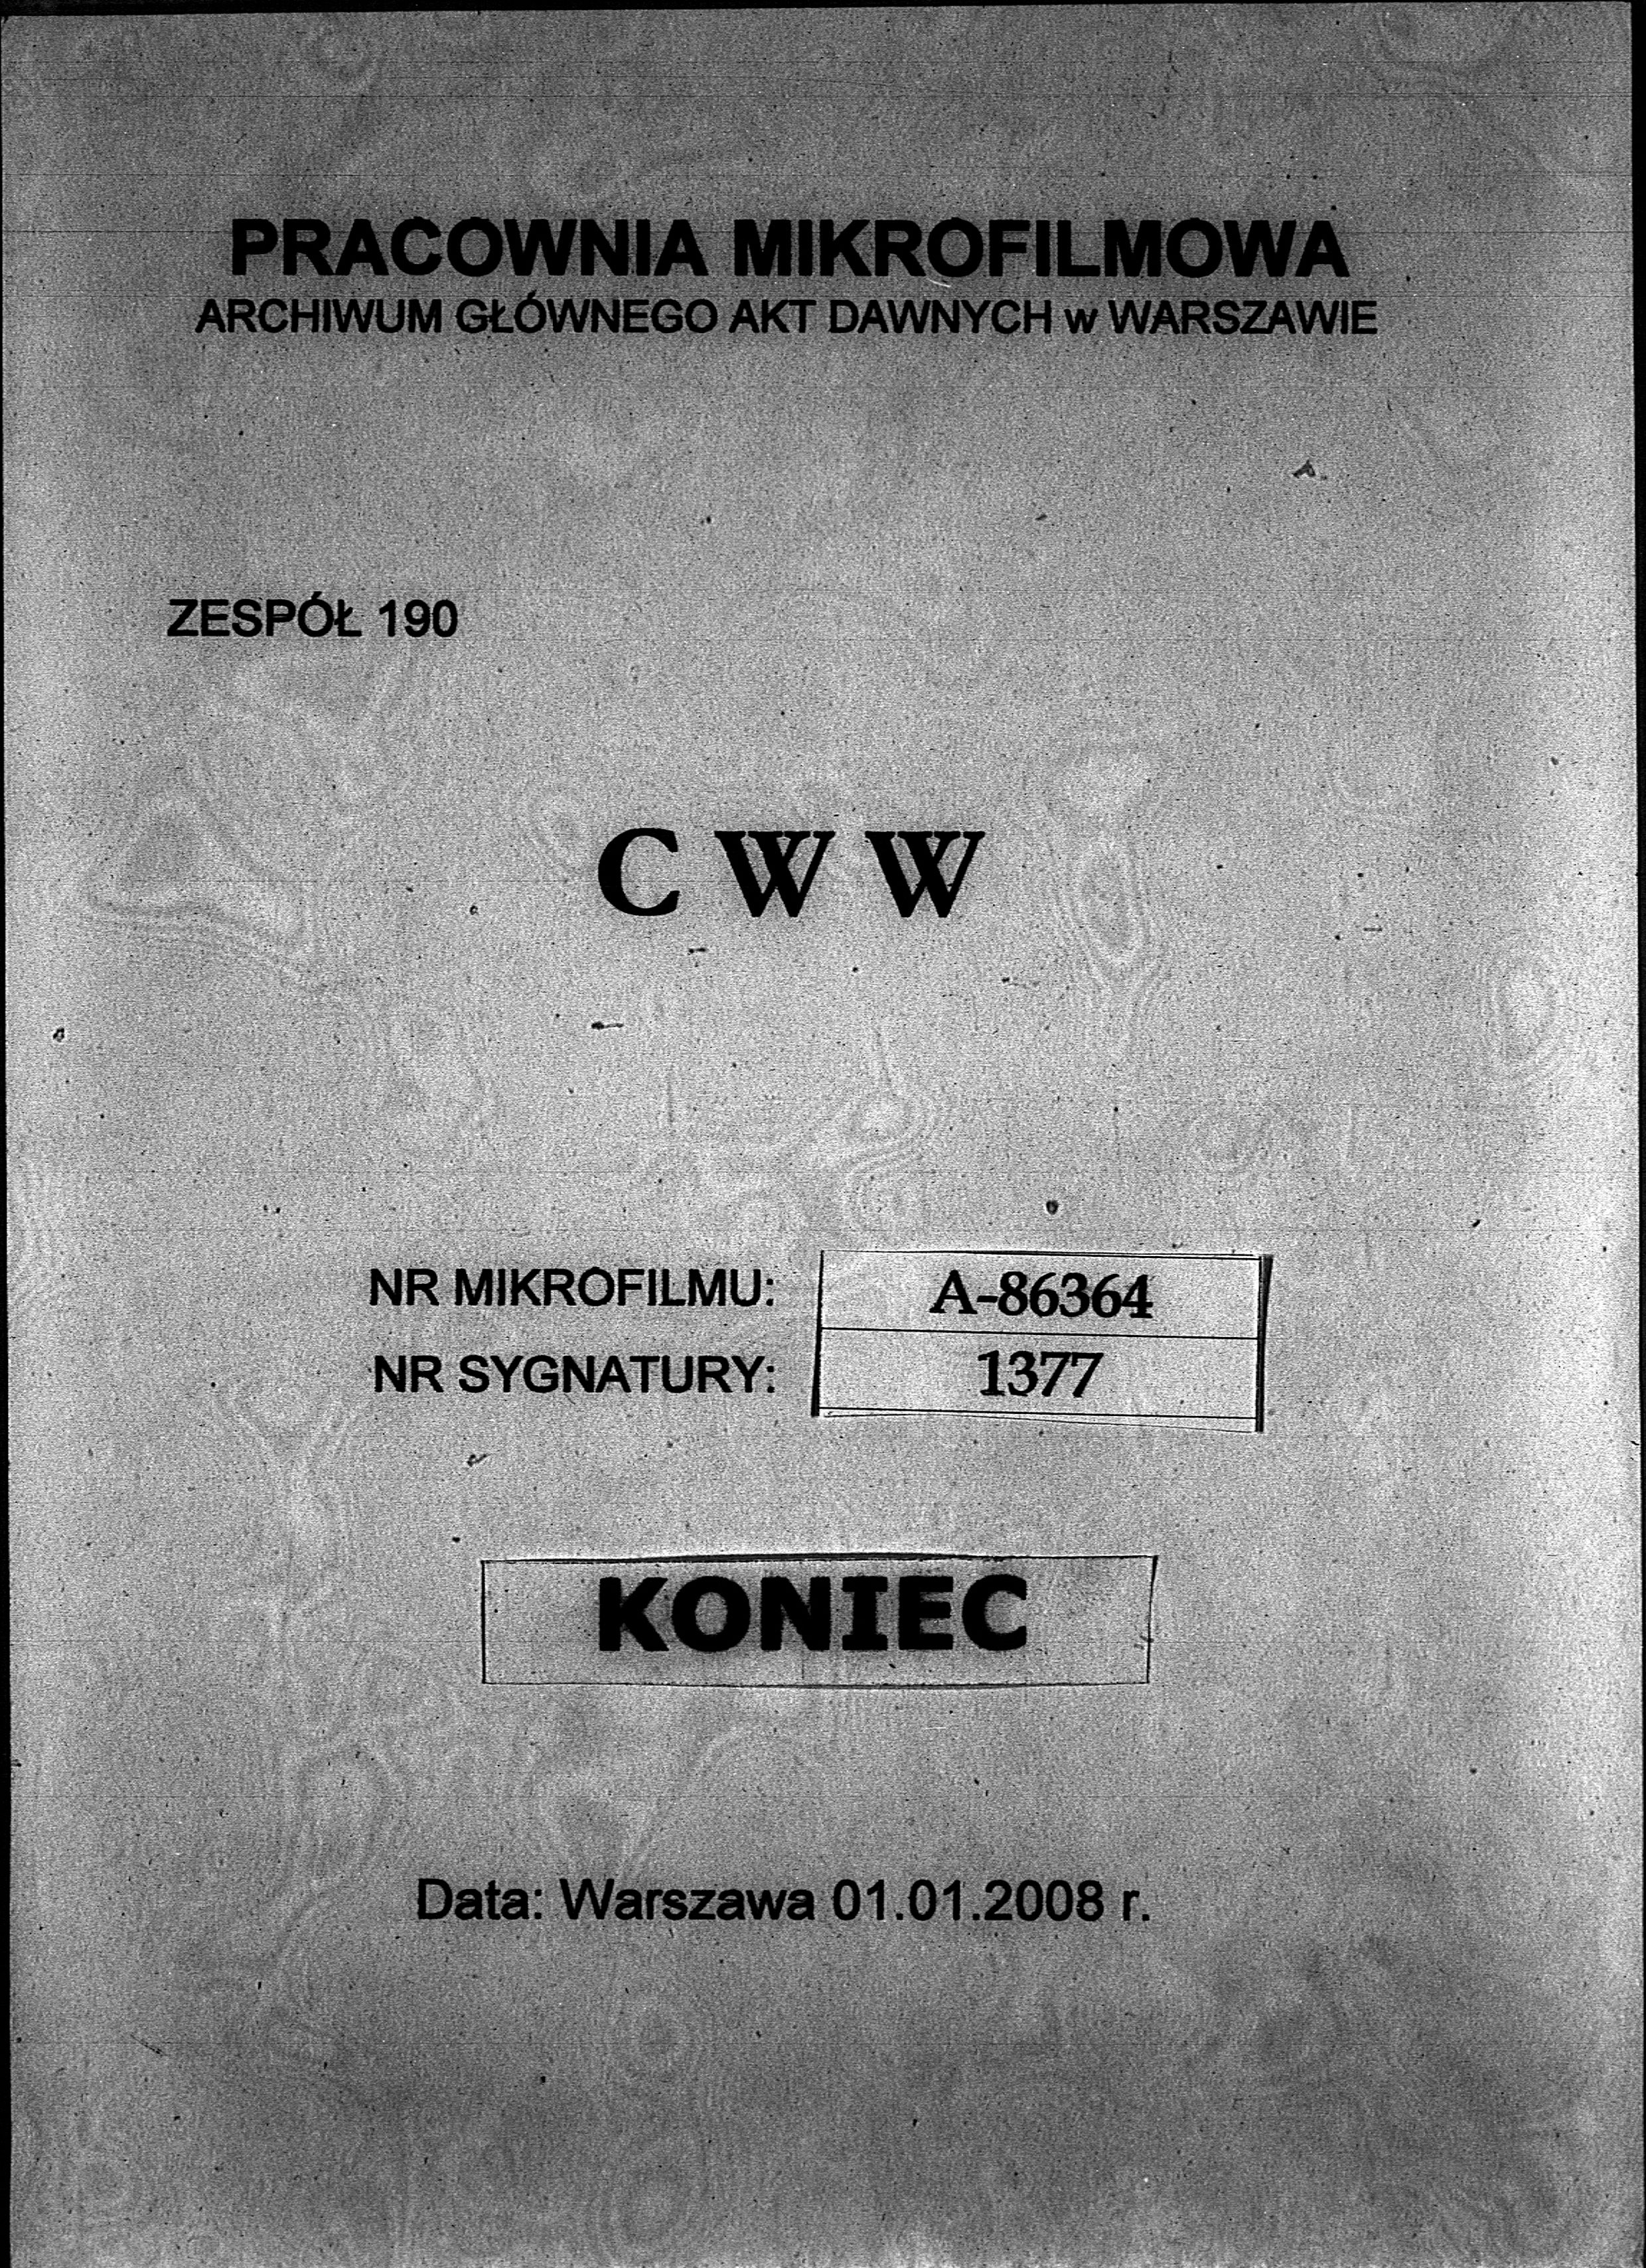 PRACOWNIA MIKROFILMOWA
ARCHIWUM GŁÓWNEGO AKT DAWNYCH w WARSZAWIE
ZESPÓŁ 190
C W W
NR MIKROFILMU: A-86364
NR SYGNATURY: 1377
KONIEC
Data: Warszawa 01.01.2008 r.